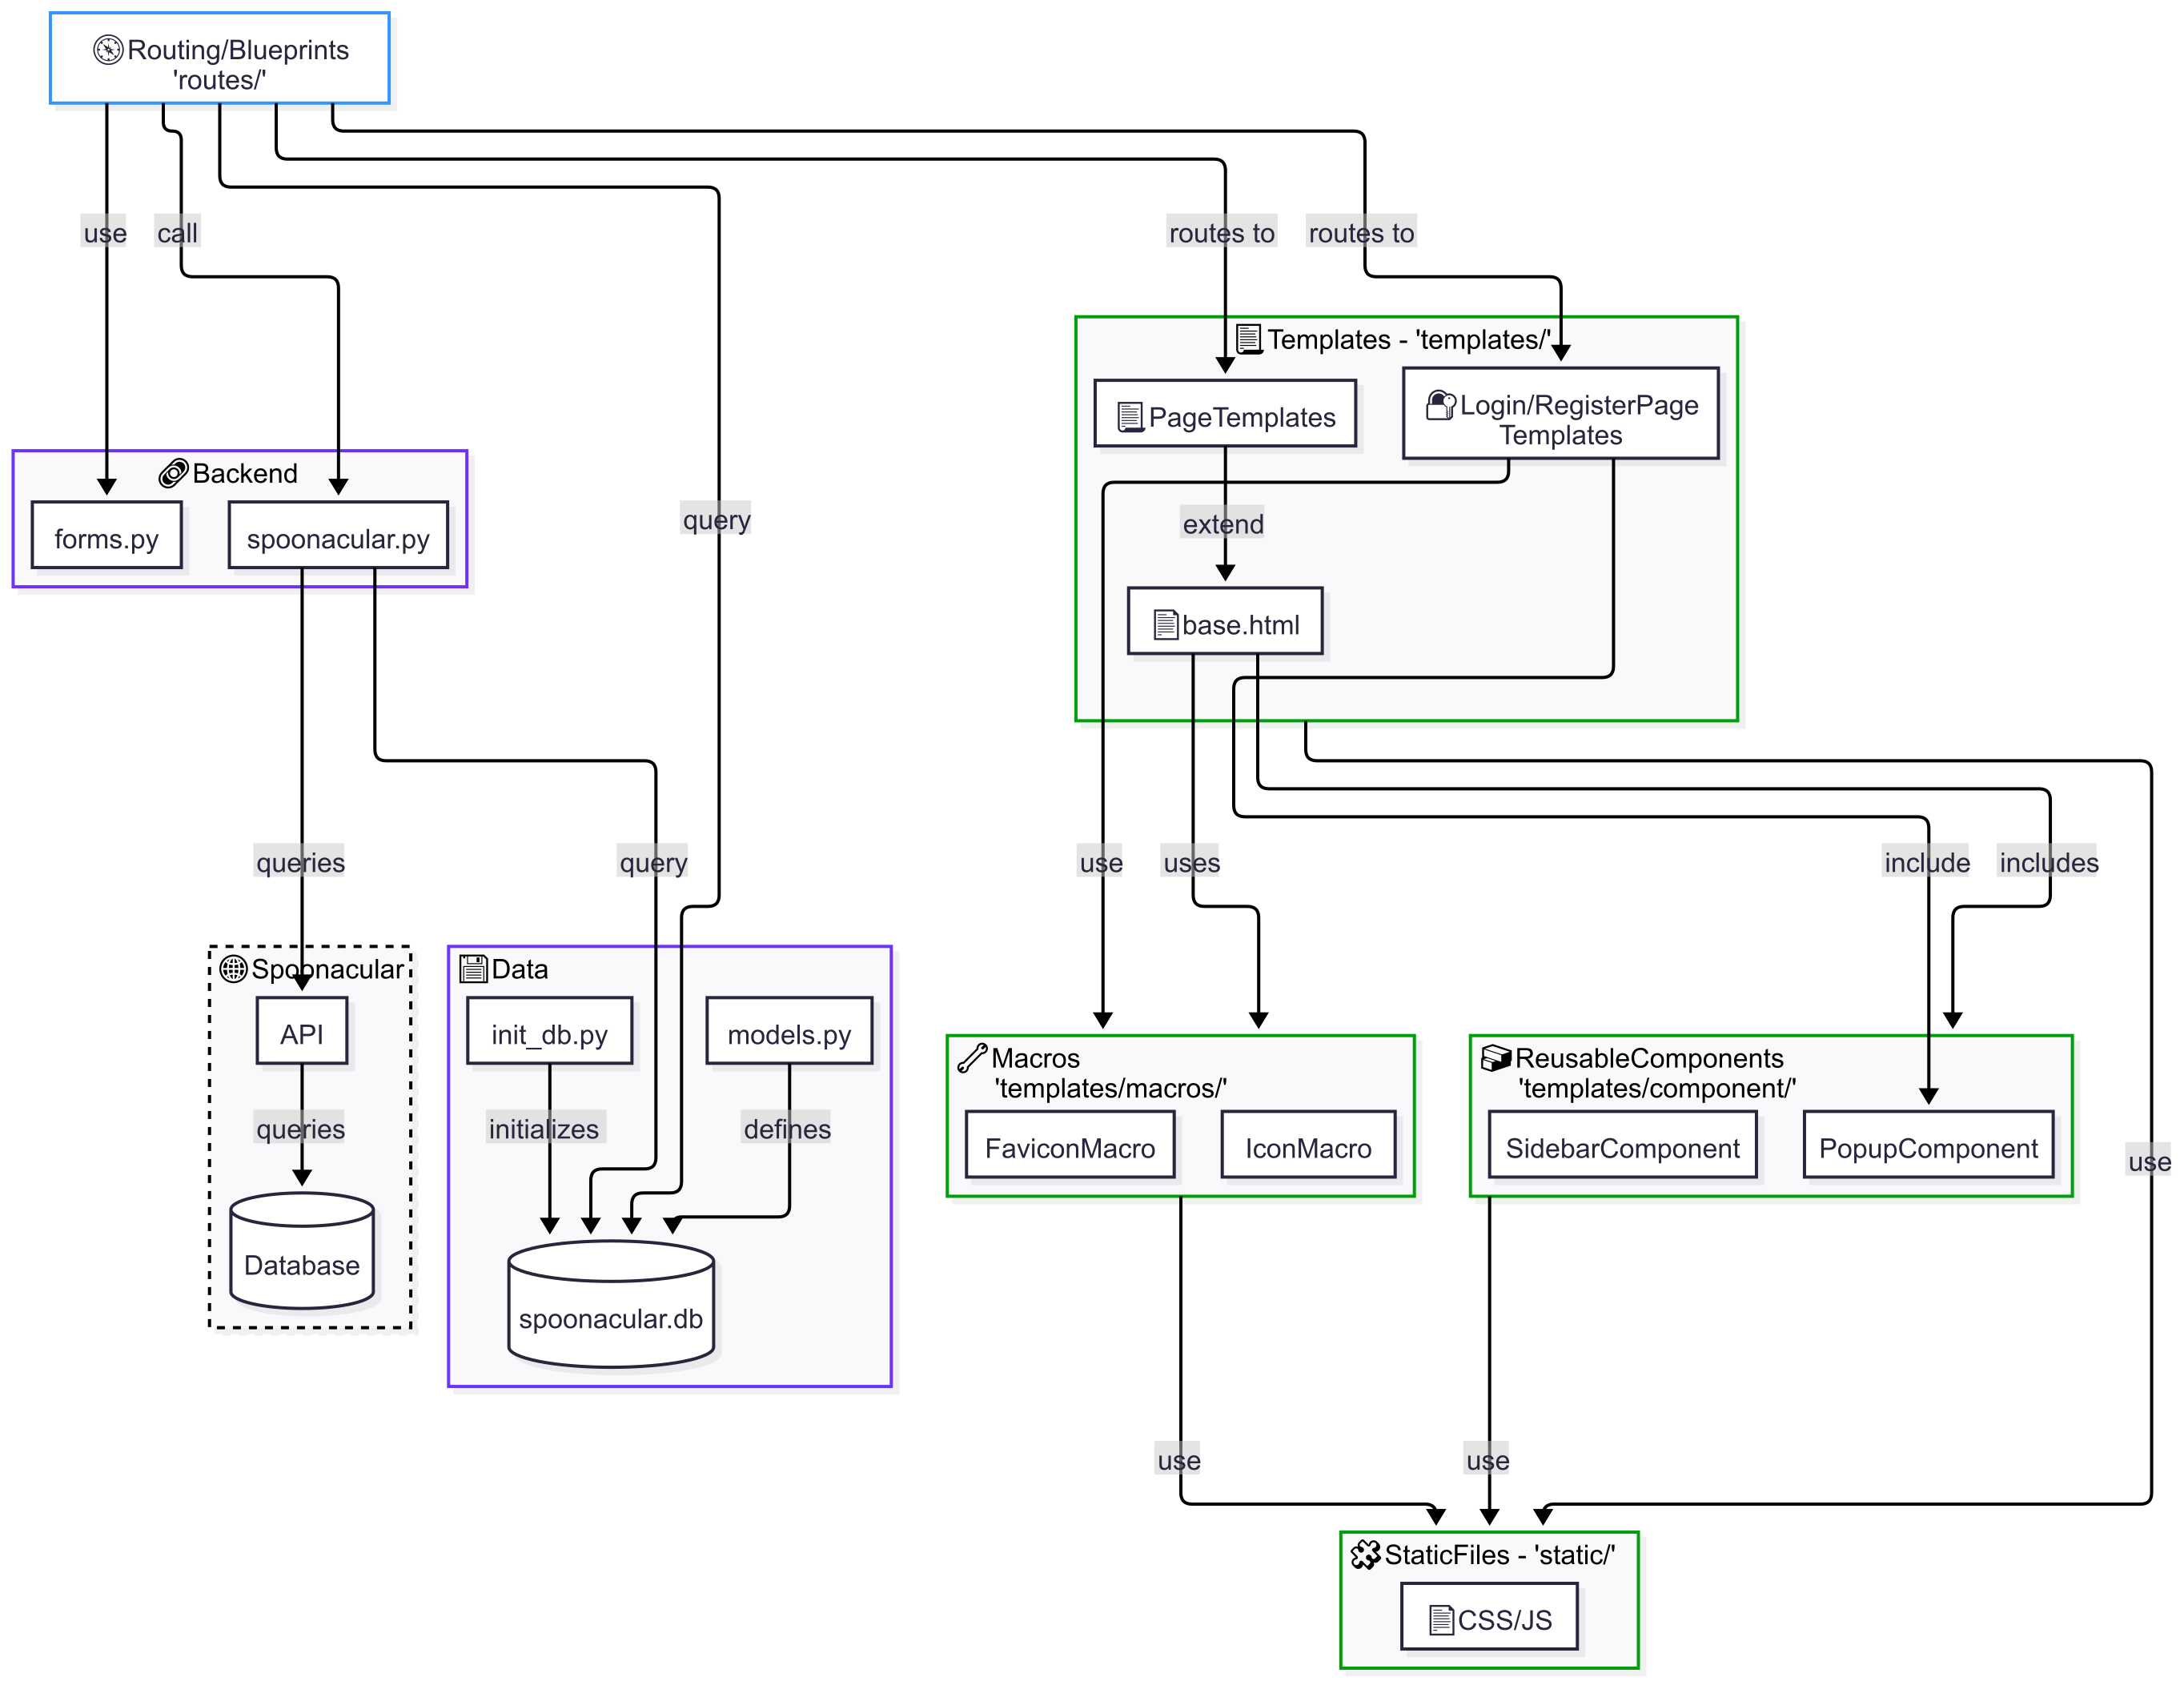 Routing/Blueprints
'routes/'
use
call
routes to
routes to
Templates - 'templates/'
PageTemplates
Login/RegisterPage
Templates
Backend
forms.py
spoonacular.py
query
extend
base.html
queries
query
use
uses
include
includes
Spoonacular
API
queries
Database
Data
init_db.py
models.py
initializes
defines
spoonacular.db
Macros
'templates/macros/'
FaviconMacro
IconMacro
ReusableComponents
'templates/component/'
SidebarComponent
PopupComponent
use
use
use
StaticFiles - 'static/'
CSS/JS